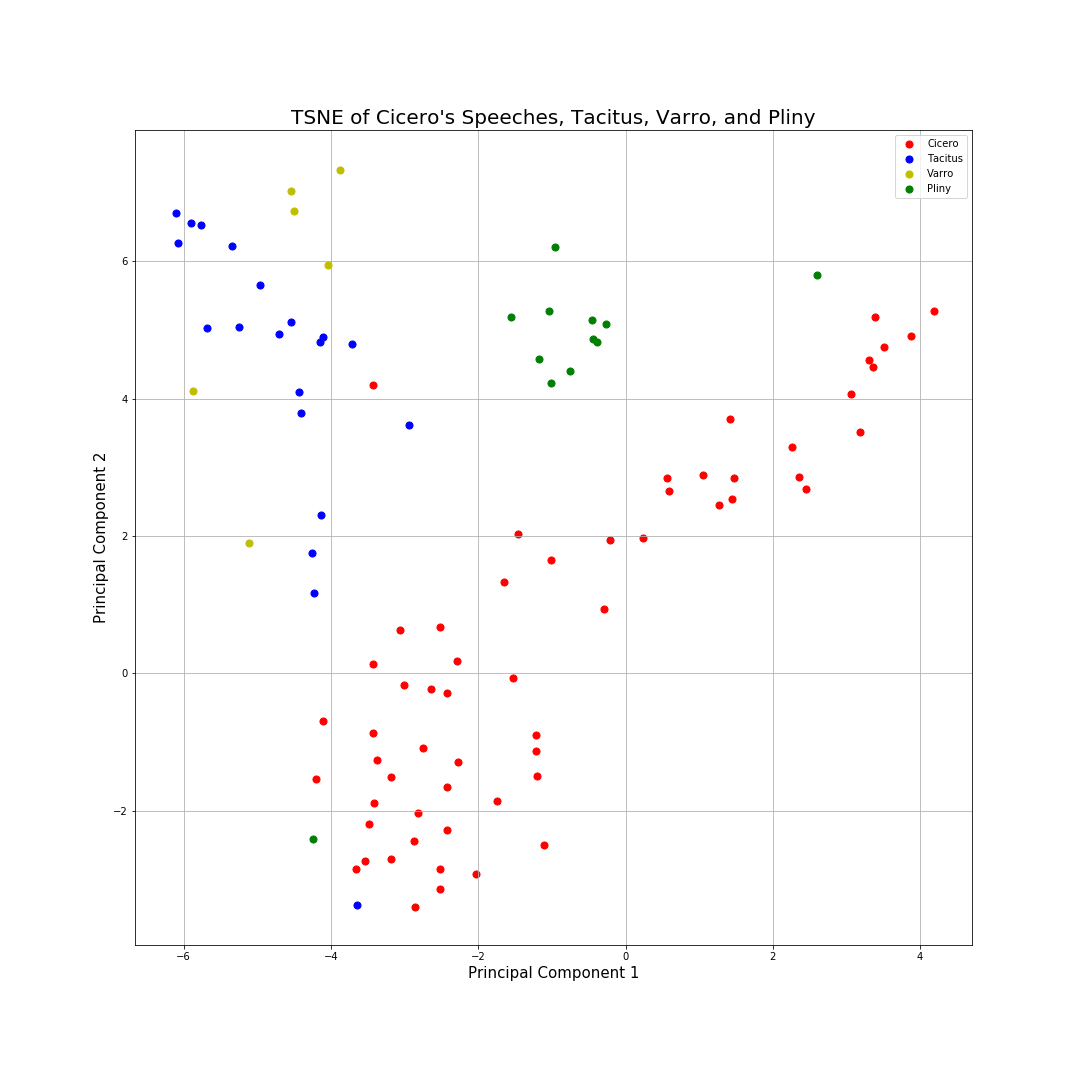 TSNE of Cicero's Speeches, Tacitus, Varro, and Pliny
Cicero
Tacitus
Varro
Pliny
Principal Component 2
6
4
2
0
−2
−6
−4
−2
0
2
4
Principal Component 1